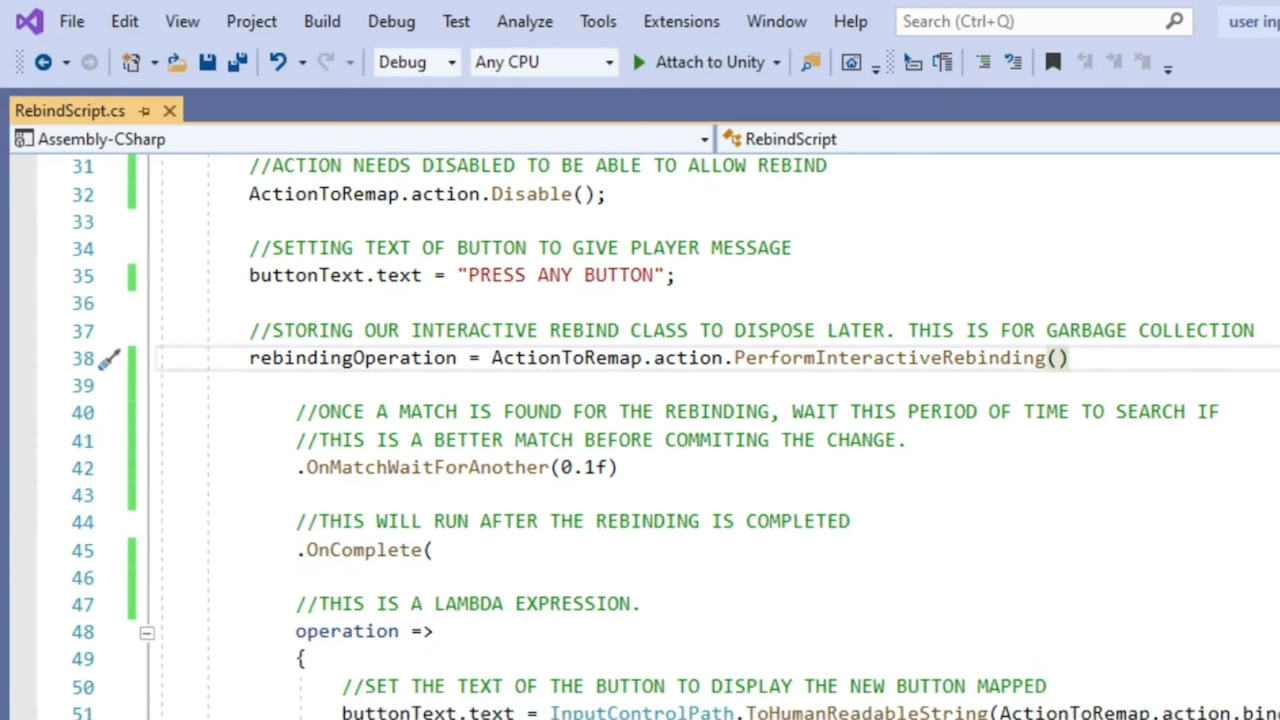 File Edit View Project Build Debug Test Analyze Tools Extensions Window Help Search (Ctrl+Q) user inp
Debug Any CPU Attach to Unity
RebindScript.cs
Assembly-CSharp RebindScript
31 //ACTION NEEDS DISABLED TO BE ABLE TO ALLOW REBIND
32 ActionToRemap.action.Disable();
33
34 //SETTING TEXT OF BUTTON TO GIVE PLAYER MESSAGE
35 buttonText.text = "PRESS ANY BUTTON";
36
37 //STORING OUR INTERACTIVE REBIND CLASS TO DISPOSE LATER. THIS IS FOR GARBAGE COLLECTION
38 rebindingOperation = ActionToRemap.action.PerformInteractiveRebinding()
39
40 //ONCE A MATCH IS FOUND FOR THE REBINDING, WAIT THIS PERIOD OF TIME TO SEARCH IF
41 //THIS IS A BETTER MATCH BEFORE COMMITING THE CHANGE.
42 .OnMatchWaitForAnother(0.1f)
43
44 //THIS WILL RUN AFTER THE REBINDING IS COMPLETED
45 .OnComplete(
46
47 //THIS IS A LAMBDA EXPRESSION.
48 operation =>
49 {
50 //SET THE TEXT OF THE BUTTON TO DISPLAY THE NEW BUTTON MAPPED
51 buttonText.text = InputControlPath.ToHumanReadableString(ActionToRemap.action.bin